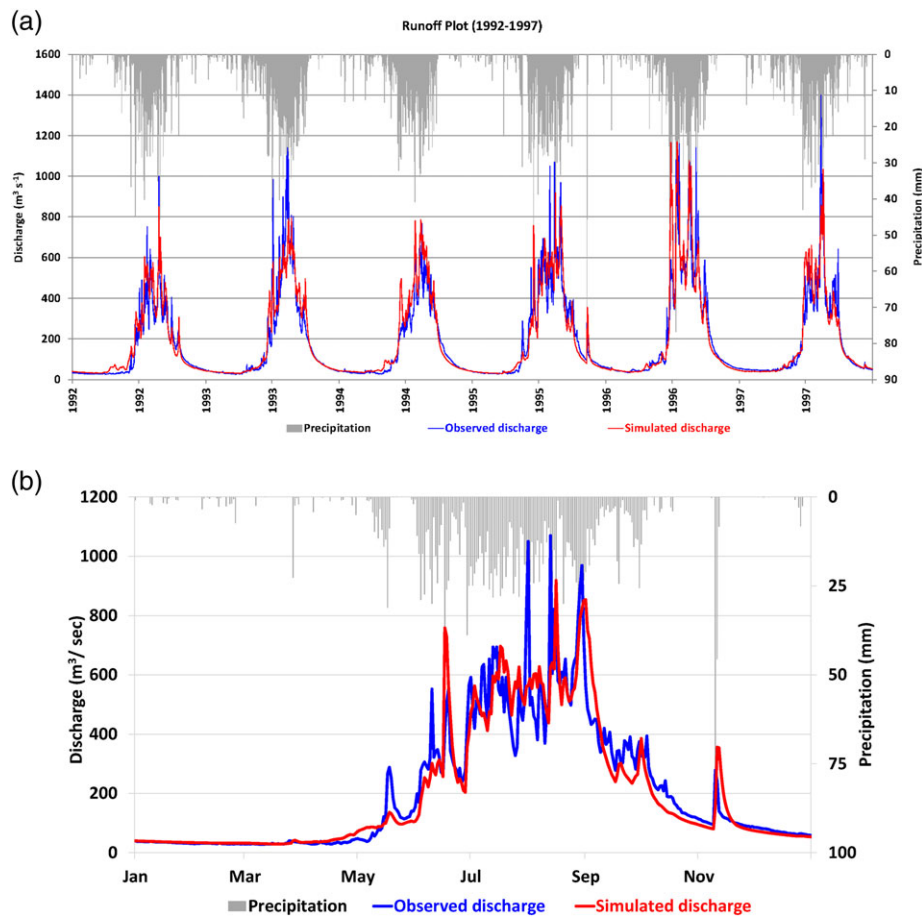 (a)
Runoff Plot (1992-1997)
1600
1400
1200
1000
800
600
400
200
0
Discharge (m³ s⁻¹)
0
10
20
30
40
50
60
70
80
90
Precipitation (mm)
1992
1992
1993
1993
1994
1994
1995
1995
1996
1996
1997
1997
Precipitation
Observed discharge
Simulated discharge
(b)
1200
1000
800
600
400
200
0
Discharge (m³/ sec)
0
25
50
75
100
Precipitation (mm)
Jan
Mar
May
Jul
Sep
Nov
Precipitation
Observed discharge
Simulated discharge